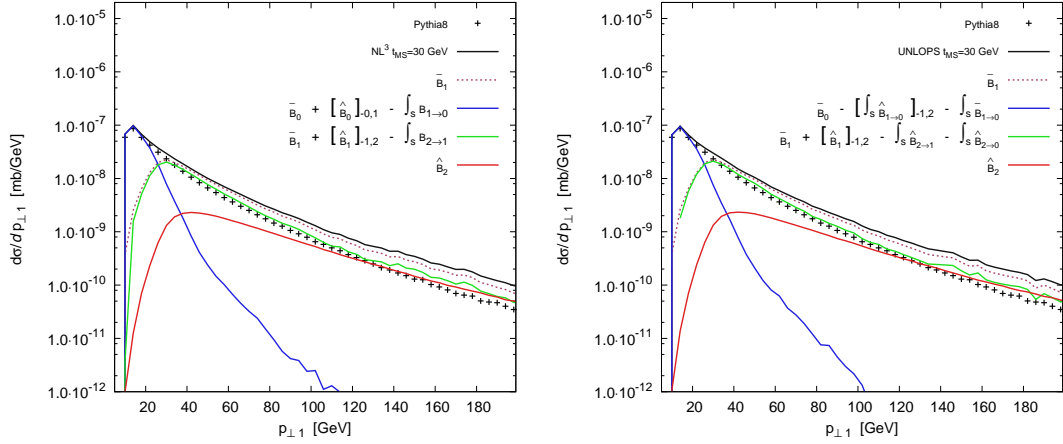 1.0·10⁻⁵
1.0·10⁻⁶
1.0·10⁻⁷
1.0·10⁻⁸
1.0·10⁻⁹
1.0·10⁻¹⁰
1.0·10⁻¹¹
1.0·10⁻¹²
dσ/d p⊥1 [mb/GeV]
Pythia8
NL³ tMS=30 GeV
B̄₁
B̄₀ + [B̂₀]₋₀,₁ - ∫ₛ B₁→₀
B̄₁ + [B̂₁]₋₁,₂ - ∫ₛ B₂→₁
B̂₂
20 40 60 80 100 120 140 160 180
p⊥1 [GeV]
1.0·10⁻⁵
1.0·10⁻⁶
1.0·10⁻⁷
1.0·10⁻⁸
1.0·10⁻⁹
1.0·10⁻¹⁰
1.0·10⁻¹¹
1.0·10⁻¹²
dσ/d p⊥1 [mb/GeV]
Pythia8
UNLOPS tMS=30 GeV
B̄₁
B̄₀ - [∫ₛ B̂₁→₀]₋₁,₂ - ∫ₛ B̄₁→₀
B̄₁ + [B̂₁]₋₁,₂ - ∫ₛ B̂₂→₁ - ∫ₛ B̂₂→₀
B̂₂
20 40 60 80 100 120 140 160 180
p⊥1 [GeV]